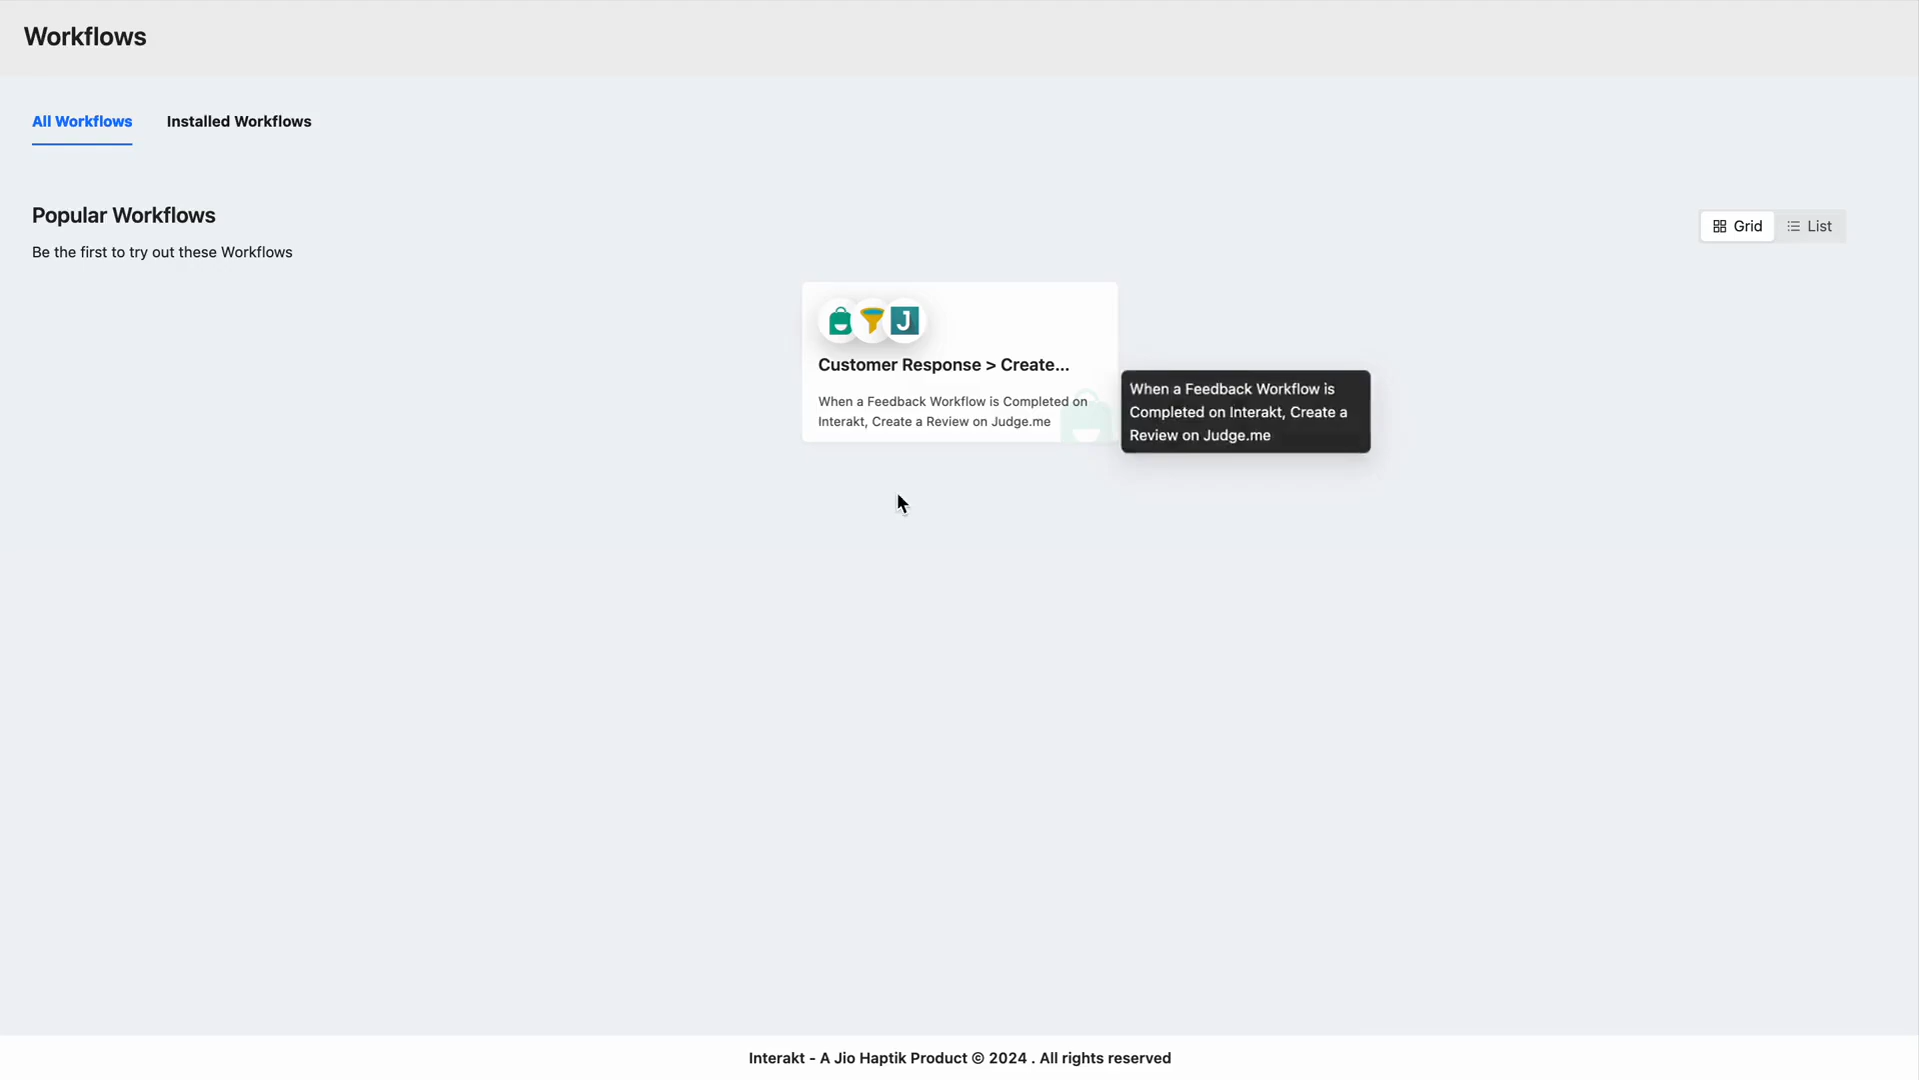 Workflows
All Workflows
Installed Workflows
Popular Workflows
Be the first to try out these Workflows
Grid
List
J
Customer Response > Create...
When a Feedback Workflow is Completed on
Interakt, Create a Review on Judge.me
When a Feedback Workflow is
Completed on Interakt, Create a
Review on Judge.me
Interakt - A Jio Haptik Product © 2024 . All rights reserved